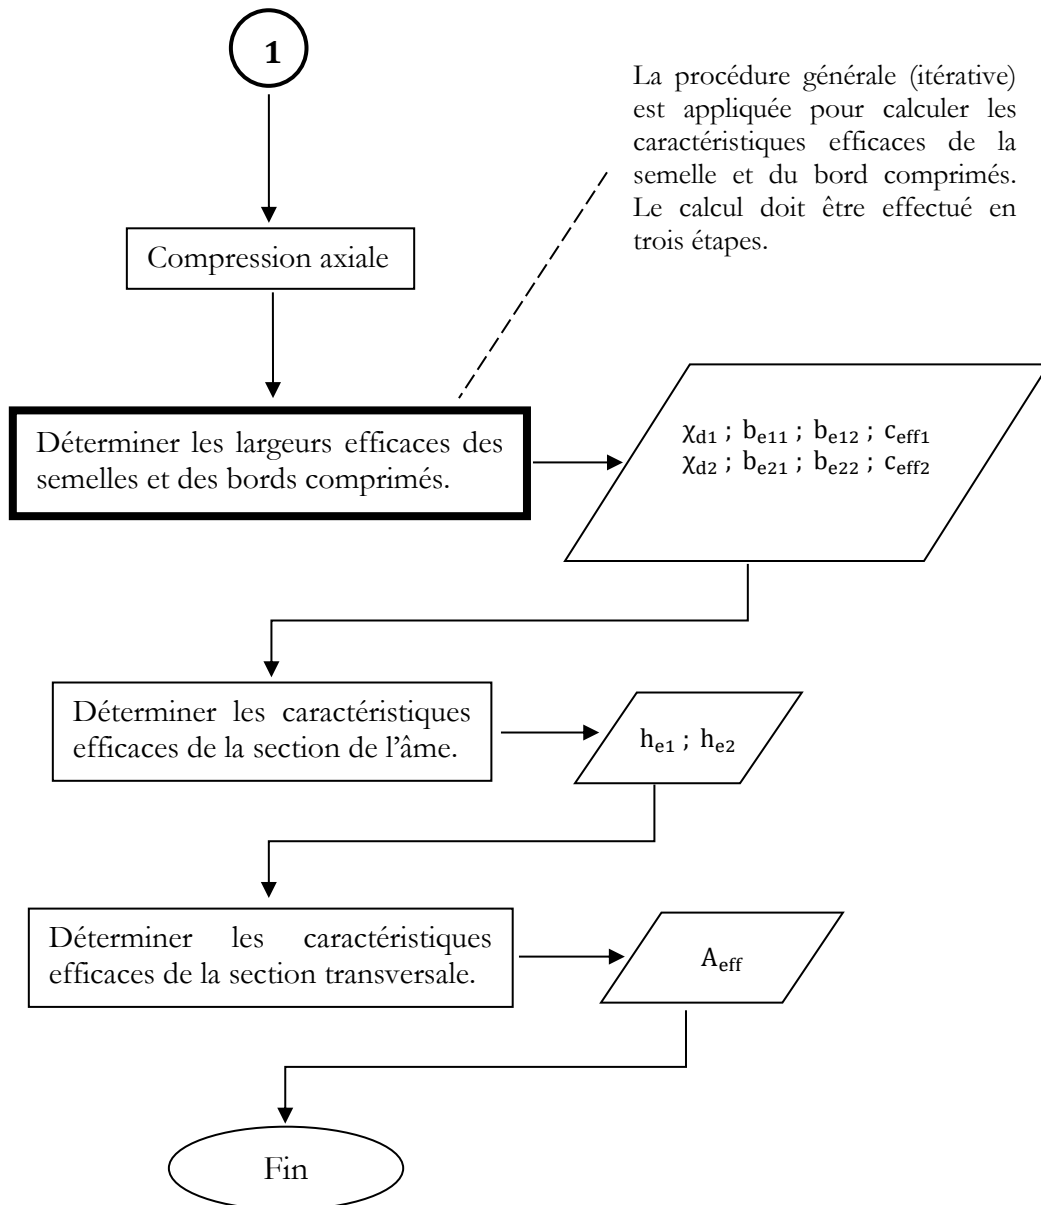 1
La procédure générale (itérative)
est appliquée pour calculer les
caractéristiques efficaces de la
semelle et du bord comprimés.
Le calcul doit être effectué en
trois étapes.
Compression axiale
Déterminer les largeurs efficaces des
semelles et des bords comprimés.
χd1 ; be11 ; be12 ; ceff1
χd2 ; be21 ; be22 ; ceff2
Déterminer les caractéristiques
efficaces de la section de l’âme.
he1 ; he2
Déterminer les caractéristiques
efficaces de la section transversale.
Aeff
Fin